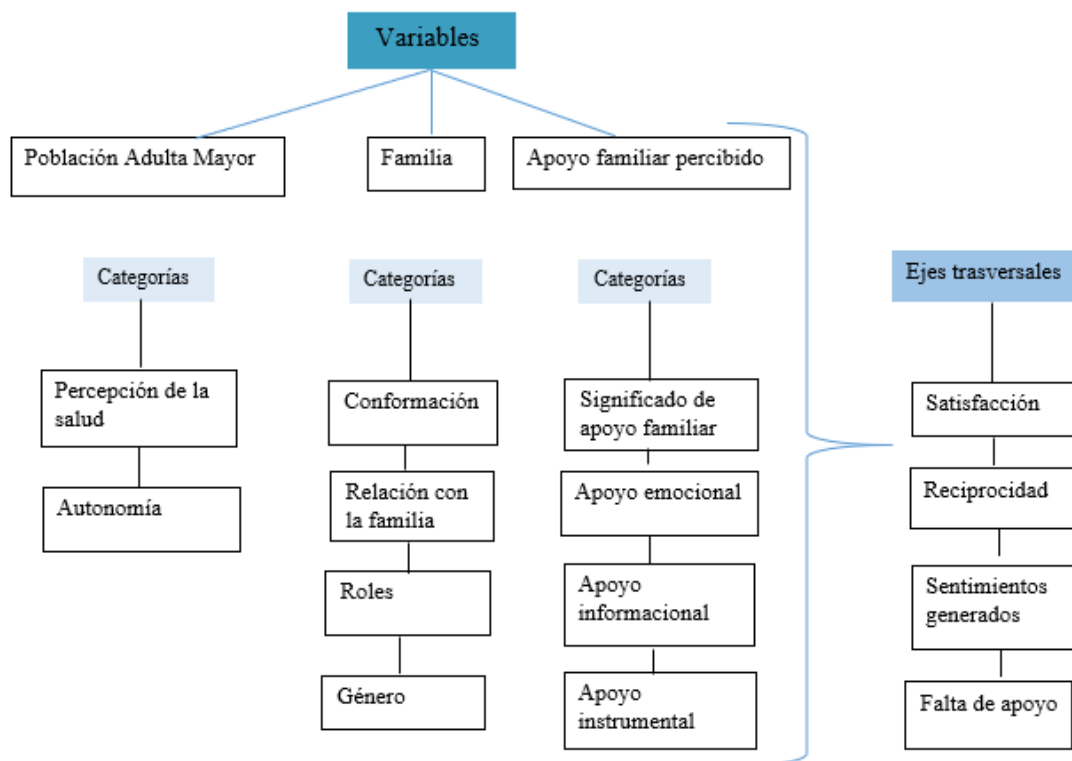 Variables
Población Adulta Mayor
Familia
Apoyo familiar percibido
Categorías
Percepción de la
salud
Autonomía
Categorías
Conformación
Relación con
la familia
Roles
Género
Categorías
Significado de
apoyo familiar
Apoyo emocional
Apoyo
informacional
Apoyo
instrumental
Ejes trasversales
Satisfacción
Reciprocidad
Sentimientos
generados
Falta de apoyo